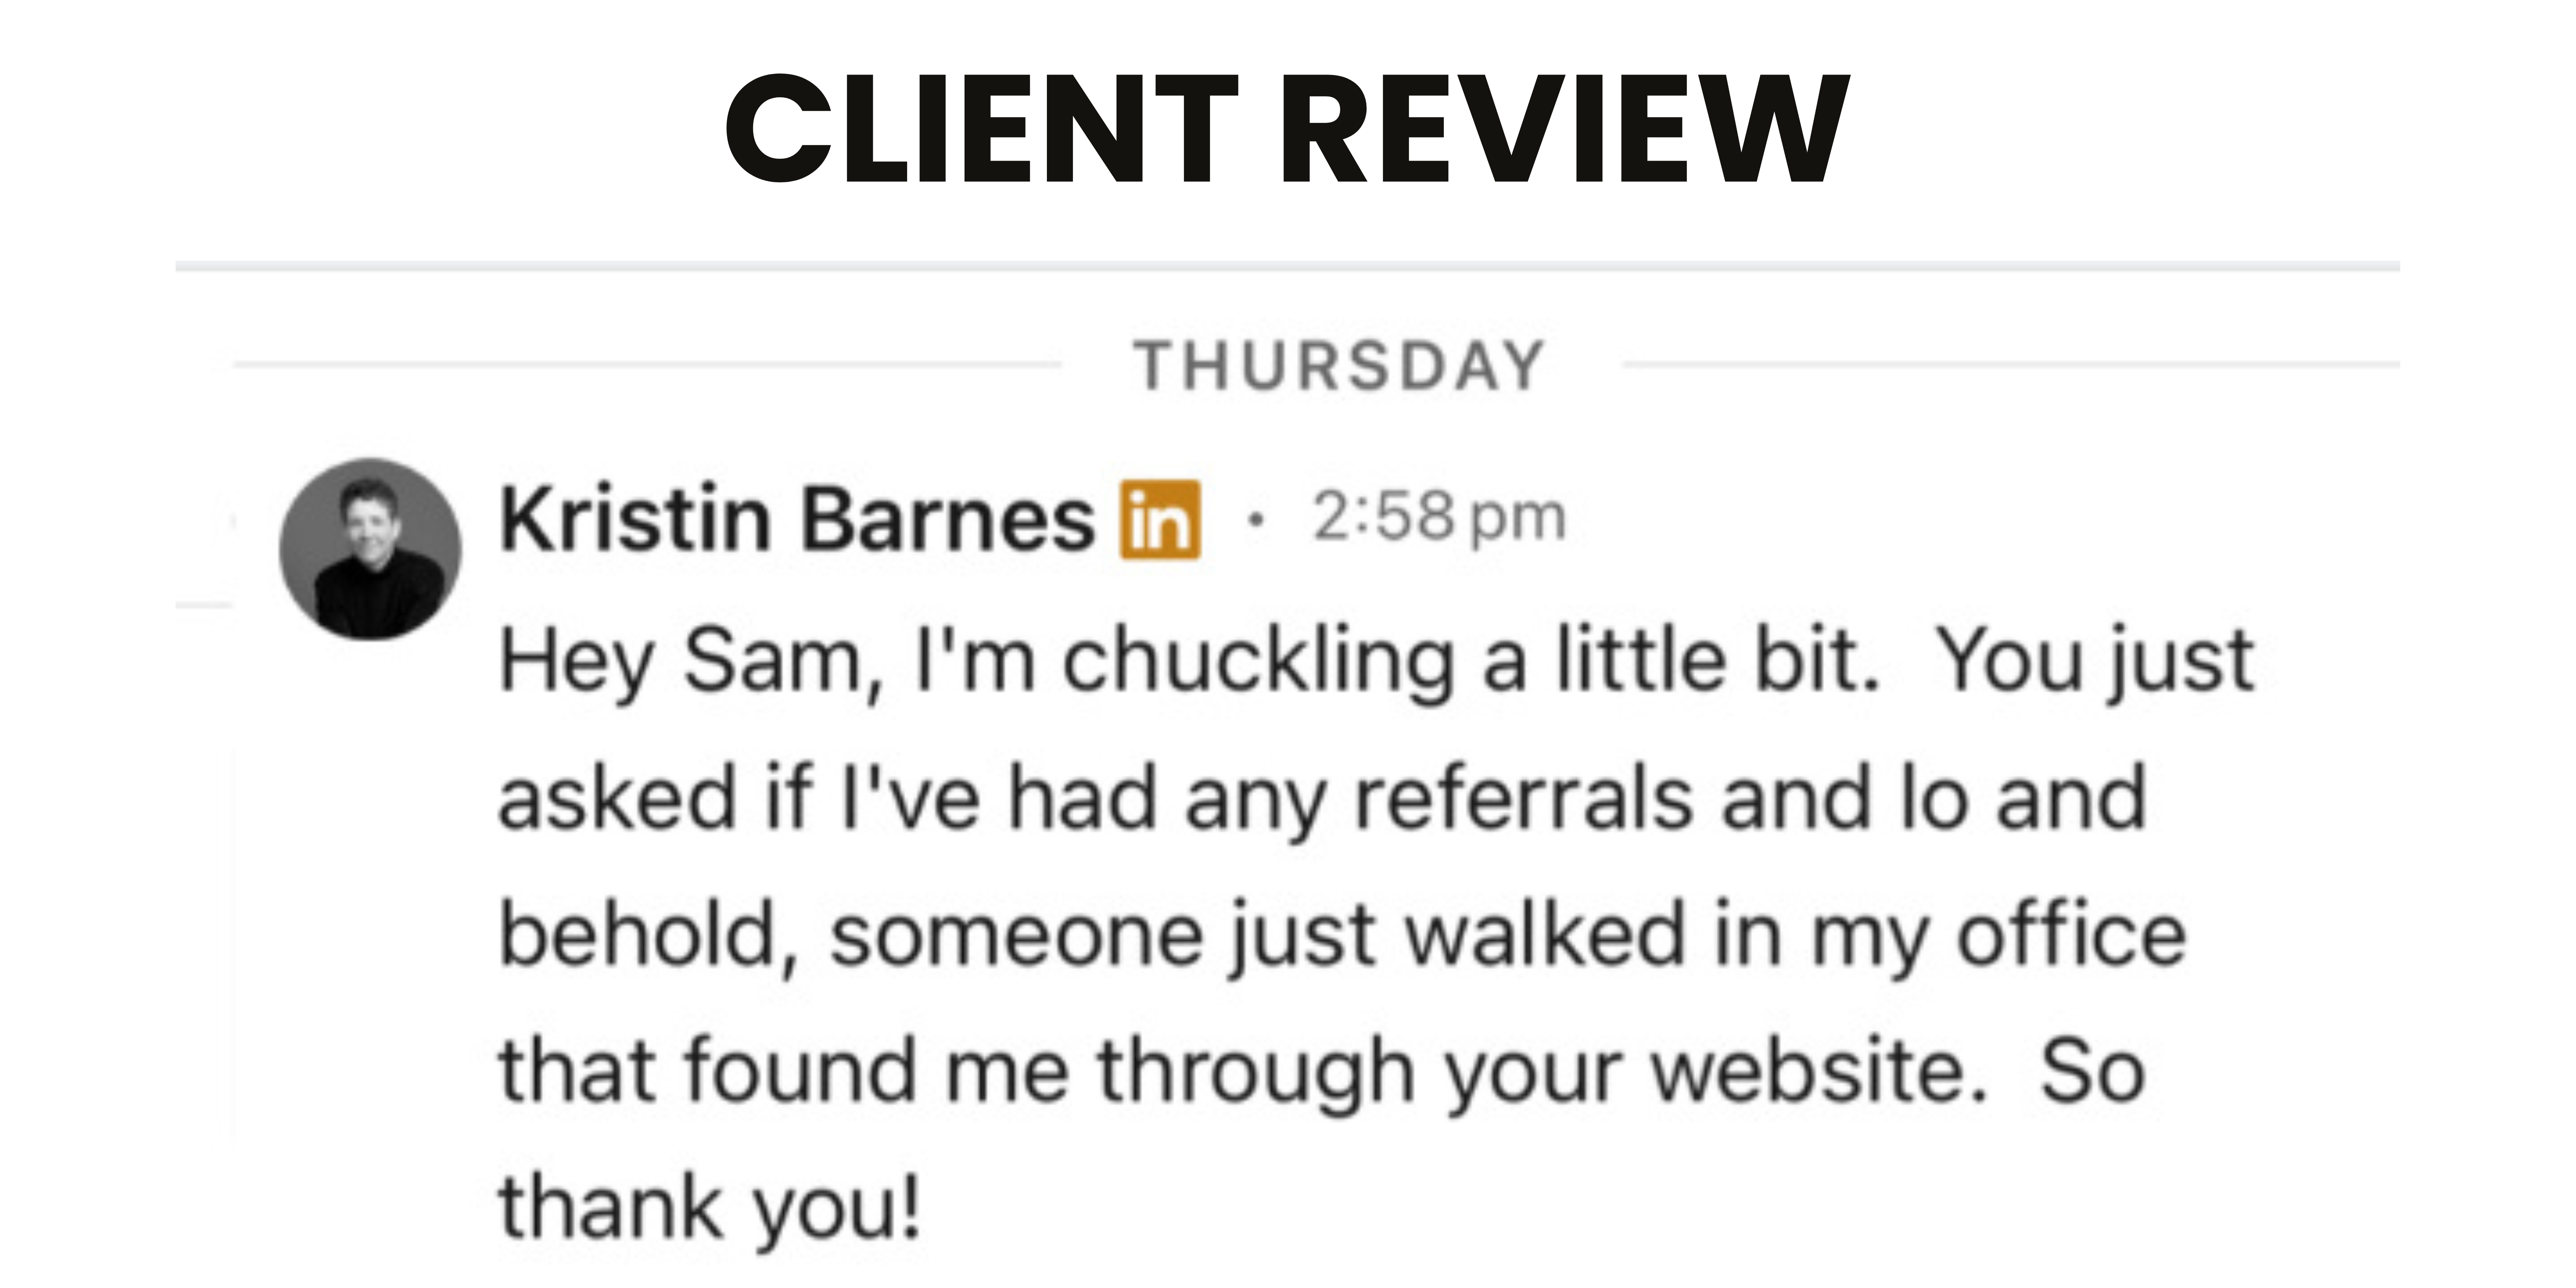 CLIENT REVIEW
THURSDAY
Kristin Barnes in • 2:58 pm
Hey Sam, I'm chuckling a little bit.  You just
asked if I've had any referrals and lo and
behold, someone just walked in my office
that found me through your website.  So
thank you!